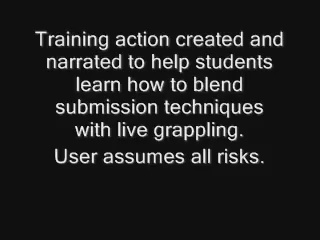 Training action created and
narrated to help students
learn how to blend
submission techniques
with live grappling.
User assumes all risks.